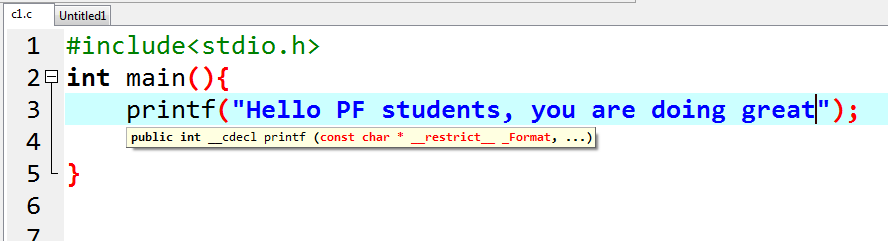 c1.c Untitled1
1 #include<stdio.h>
2 int main(){
3 printf("Hello PF students, you are doing great");
public int __cdecl printf (const char * __restrict__ _Format, ...)
4
5 }
6
7